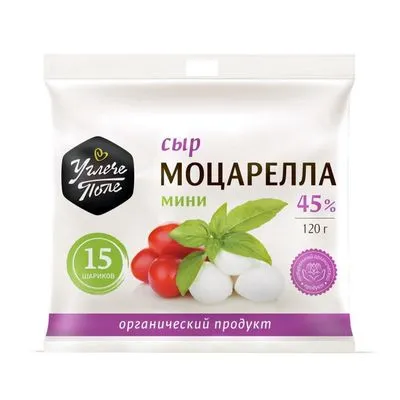 Углече
Поле
сыр
МОЦАРЕЛЛА
МИНИ
45%
120 г
15
ШАРИКОВ
органический продукт